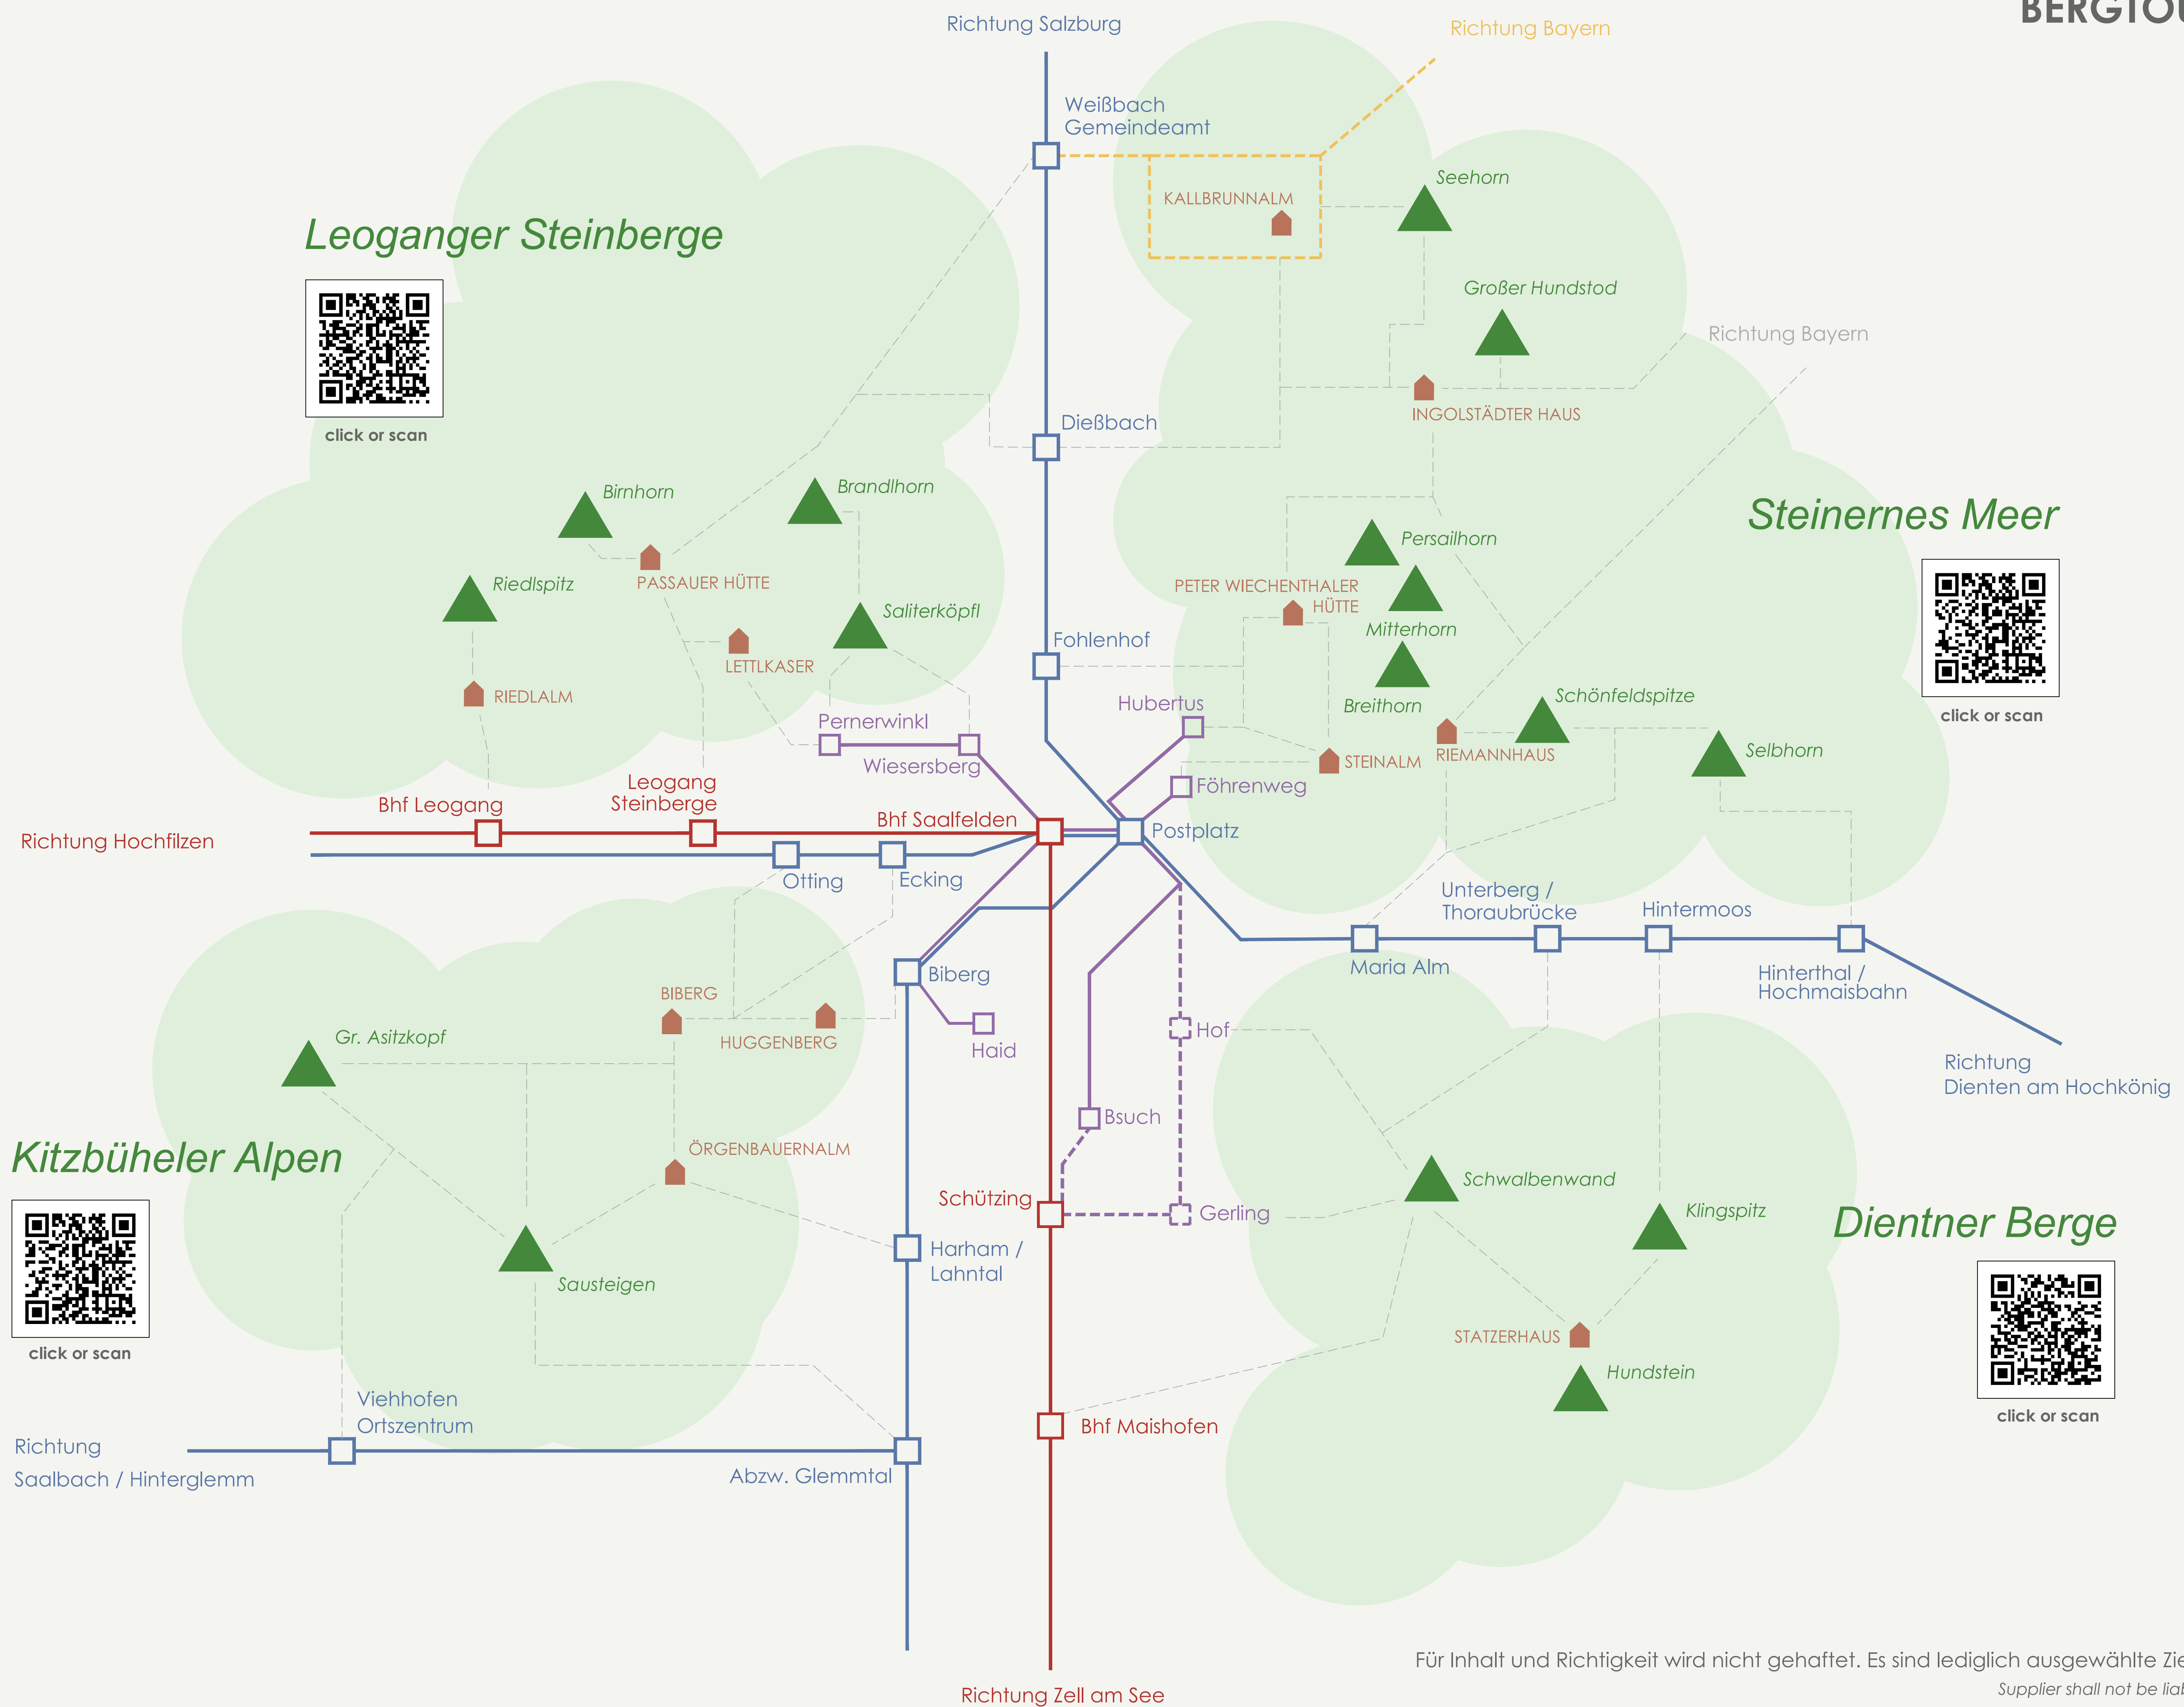 BERGTOU
Richtung Salzburg
Richtung Bayern
Weißbach
Gemeindeamt
Seehorn
KALLBRUNNALM
Leoganger Steinberge
Großer Hundstod
Richtung Bayern
INGOLSTÄDTER HAUS
click or scan
Dießbach
Birnhorn
Brandlhorn
Steinernes Meer
Persailhorn
PASSAUER HÜTTE
Riedlspitz
PETER WIECHENTHALER
HÜTTE
Saliterköpfl
Mitterhorn
Fohlenhof
LETTLKASER
RIEDLALM
Schönfeldspitze
Hubertus
Breithorn
click or scan
Pernerwinkl
Selbhorn
RIEMANNHAUS
STEINALM
Wiesersberg
Leogang
Steinberge
Föhrenweg
Bhf Leogang
Bhf Saalfelden
Postplatz
Richtung Hochfilzen
Otting
Ecking
Unterberg /
Thoraubrücke
Hintermoos
Maria Alm
Biberg
Hinterthal /
Hochmaisbahn
BIBERG
Hof
Gr. Asitzkopf
HUGGENBERG
Haid
Richtung
Dienten am Hochkönig
Bsuch
Kitzbüheler Alpen
ÖRGENBAUERNALM
Schwalbenwand
Schützing
Gerling
Klingspitz
Dientner Berge
Harham /
Lahntal
Sausteigen
STATZERHAUS
click or scan
Hundstein
Viehhofen
Ortszentrum
click or scan
Bhf Maishofen
Richtung
Saalbach / Hinterglemm
Abzw. Glemmtal
Für Inhalt und Richtigkeit wird nicht gehaftet. Es sind lediglich ausgewählte Zie
Supplier shall not be liab
Richtung Zell am See